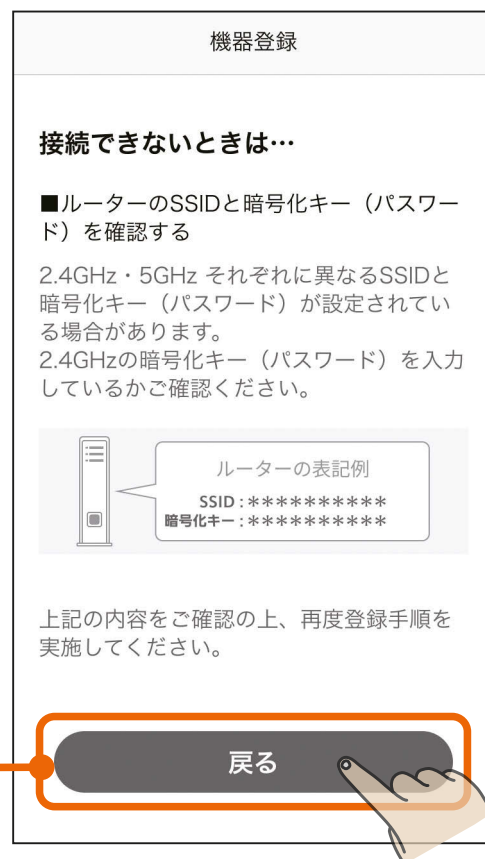 機器登録
接続できないときは…
■ルーターのSSIDと暗号化キー（パスワー
ド）を確認する
2.4GHz・5GHz それぞれに異なるSSIDと
暗号化キー（パスワード）が設定されてい
る場合があります。
2.4GHzの暗号化キー（パスワード）を入力
しているかご確認ください。
ルーターの表記例
SSID：**********
暗号化キー：**********
上記の内容をご確認の上、再度登録手順を
実施してください。
戻る